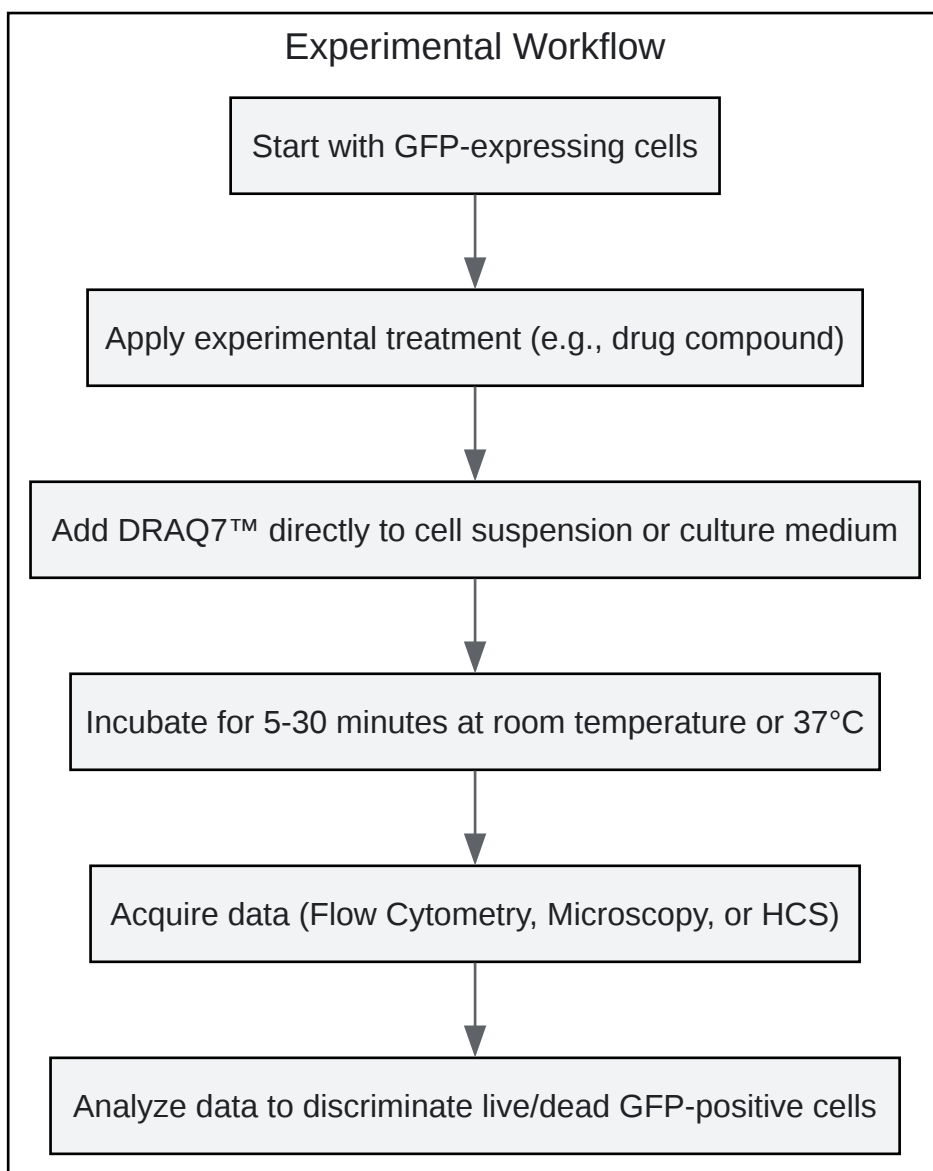 Experimental Workflow
Start with GFP-expressing cells
Apply experimental treatment (e.g., drug compound)
Add DRAQ7™ directly to cell suspension or culture medium
Incubate for 5-30 minutes at room temperature or 37°C
Acquire data (Flow Cytometry, Microscopy, or HCS)
Analyze data to discriminate live/dead GFP-positive cells